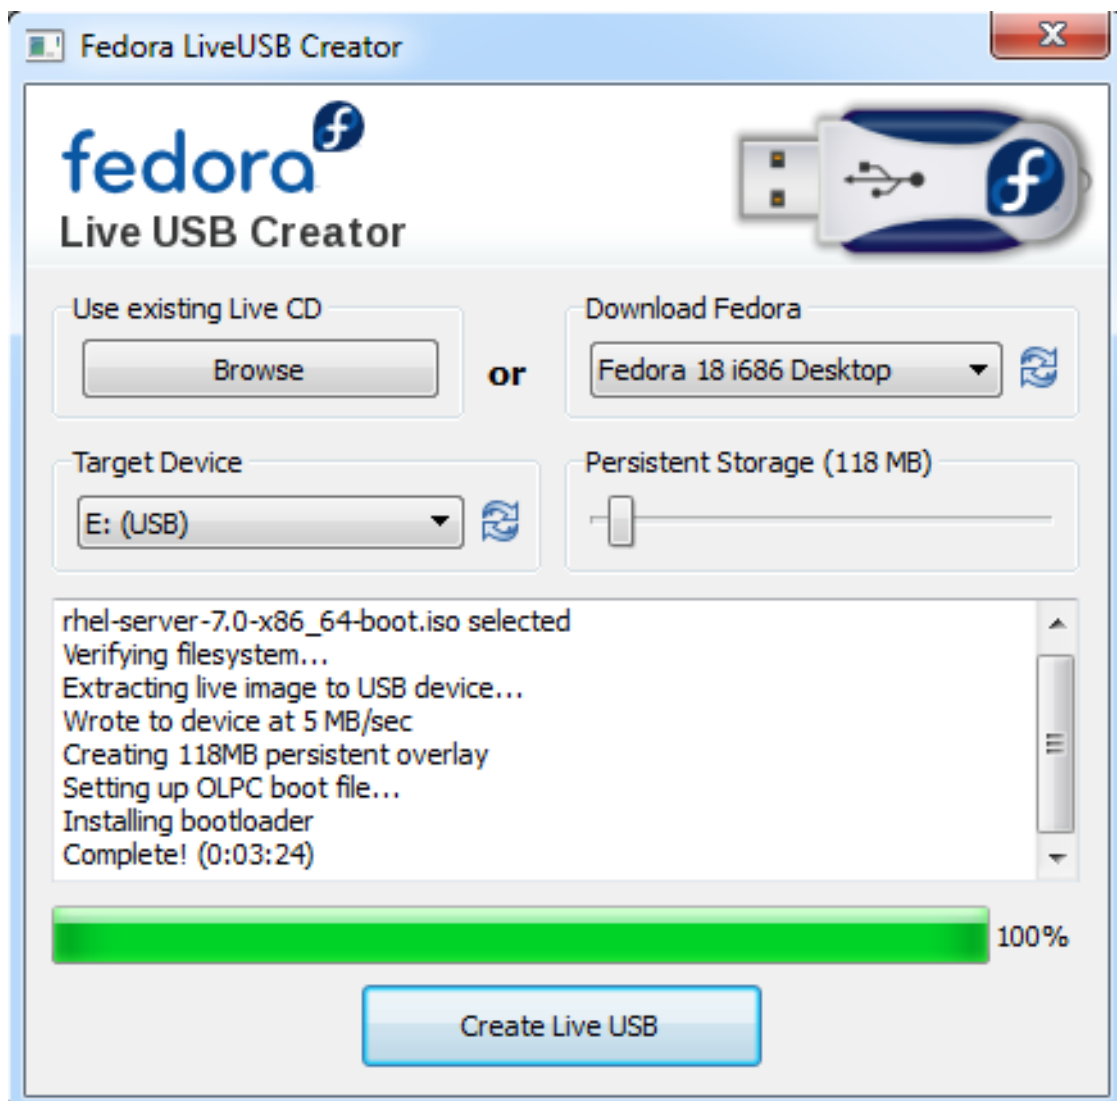 Fedora LiveUSB Creator
fedora
Live USB Creator
Use existing Live CD
Browse
or
Download Fedora
Fedora 18 i686 Desktop
Target Device
E: (USB)
Persistent Storage (118 MB)
rhel-server-7.0-x86_64-boot.iso selected
Verifying filesystem...
Extracting live image to USB device...
Wrote to device at 5 MB/sec
Creating 118MB persistent overlay
Setting up OLPC boot file...
Installing bootloader
Complete! (0:03:24)
100%
Create Live USB